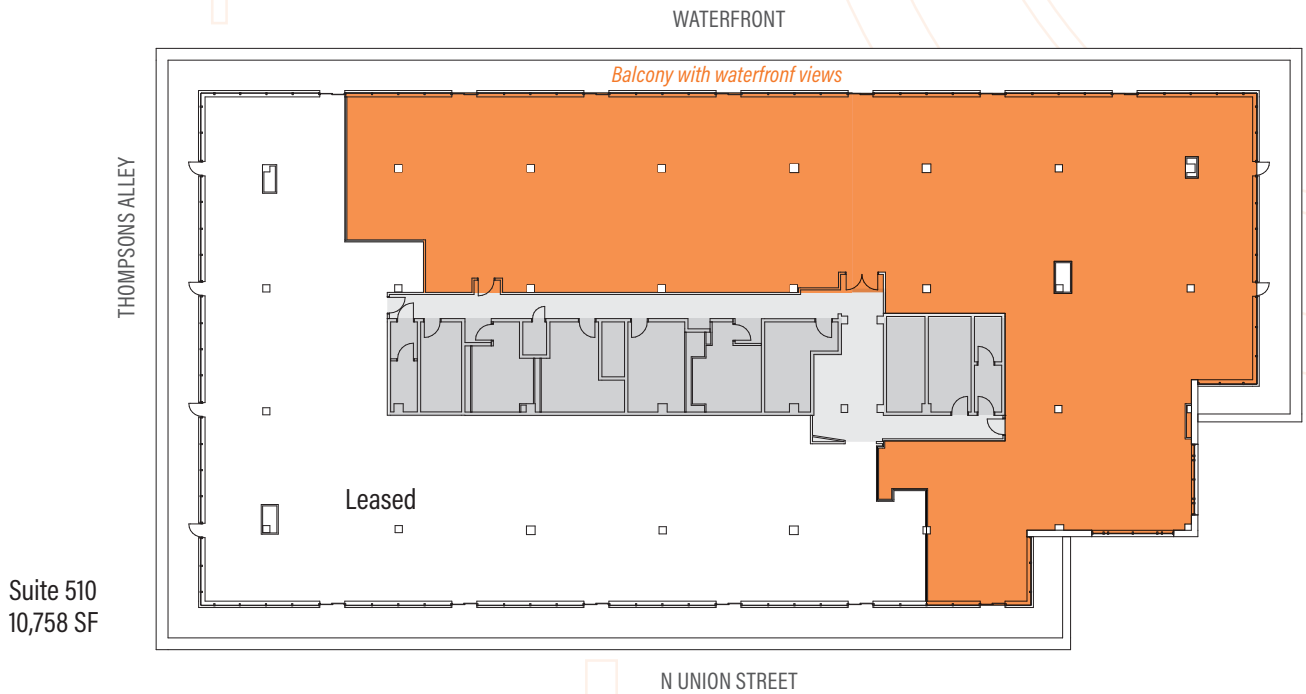 WATERFRONT
Balcony with waterfronf views
THOMPSONS ALLEY
Leased
Suite 510
10,758 SF
N UNION STREET